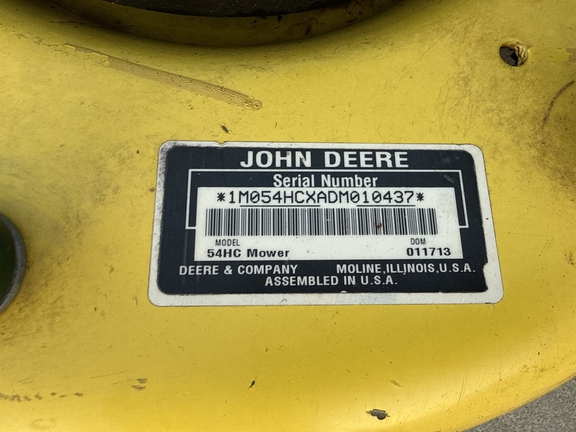 JOHN DEERE
Serial Number
*1M054HCXADM010437*
MODEL DOM
54HC Mower 011713
DEERE & COMPANY MOLINE,ILLINOIS,U.S.A.
ASSEMBLED IN U.S.A.